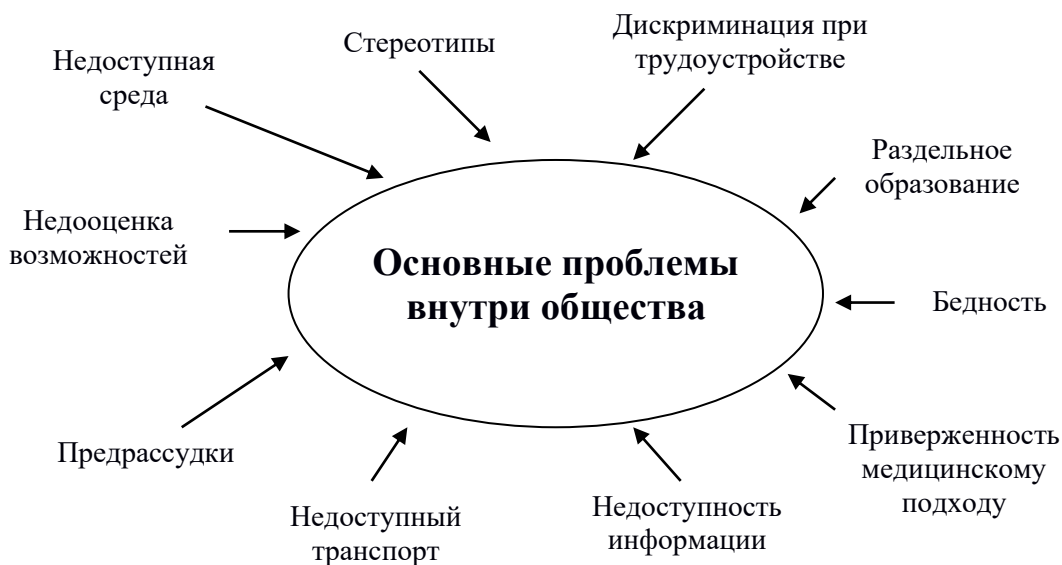 Недоступная
среда
Стереотипы
Дискриминация при
трудоустройстве
Раздельное
образование
Недооценка
возможностей
Основные проблемы
внутри общества
Бедность
Предрассудки
Приверженность
медицинскому
подходу
Недоступный
транспорт
Недоступность
информации